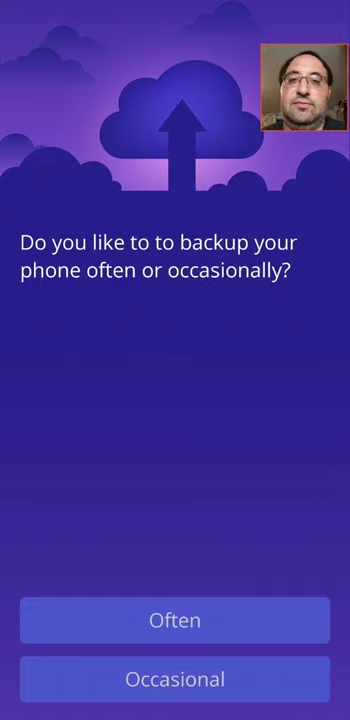 Do you like to to backup your
phone often or occasionally?
Often
Occasional